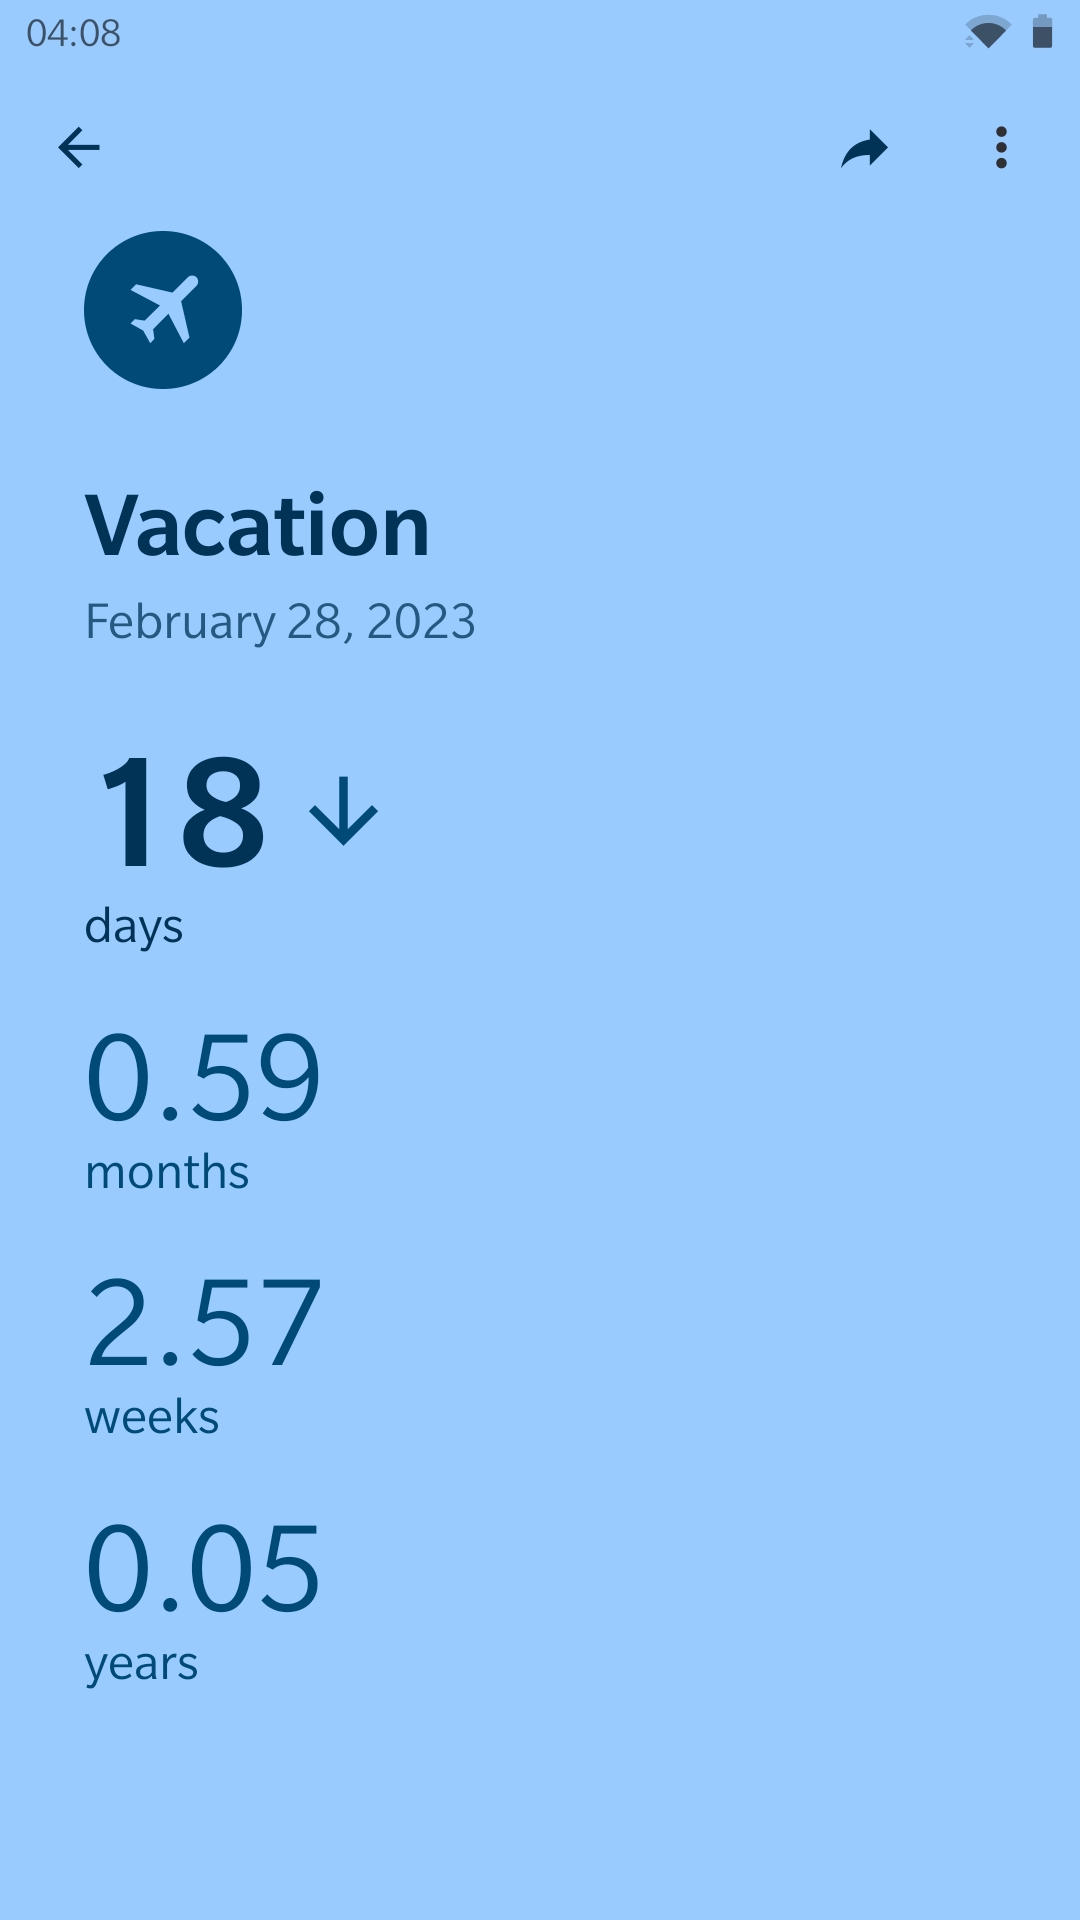 04:08
Vacation
February 28, 2023
18
days
0.59
months
2.57
weeks
0.05
years